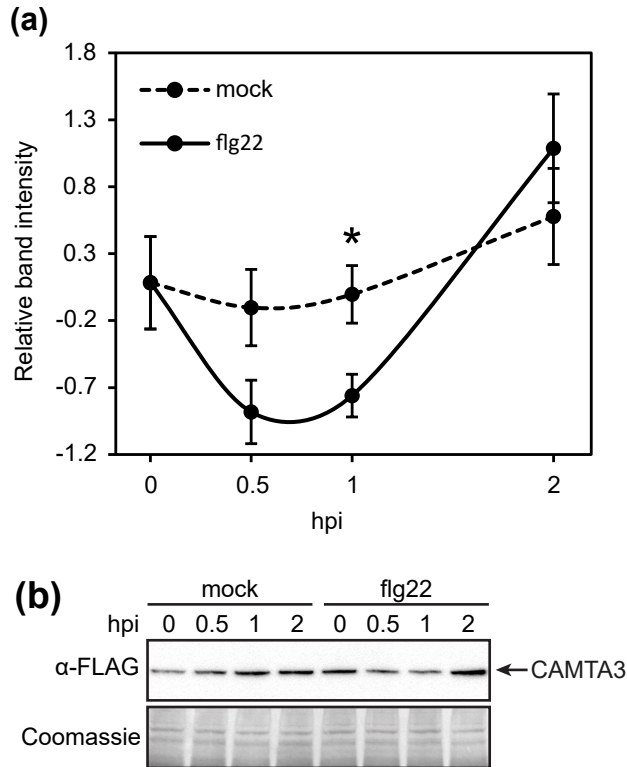 (a)
1.8
1.3
0.8
0.3
-0.2
-0.7
-1.2
Relative band intensity
mock
flg22
*
0 0.5 1 2
hpi
(b)
mock flg22
hpi 0 0.5 1 2 0 0.5 1 2
α-FLAG CAMTA3
Coomassie